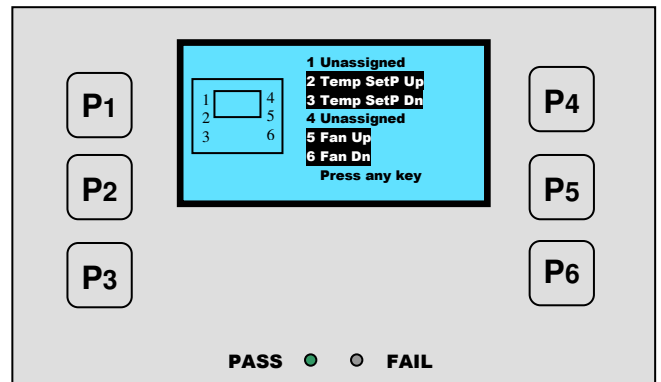 P1
P2
P3
1 4
2 5
3 6
1 Unassigned
2 Temp SetP Up
3 Temp SetP Dn
4 Unassigned
5 Fan Up
6 Fan Dn
Press any key
P4
P5
P6
PASS FAIL